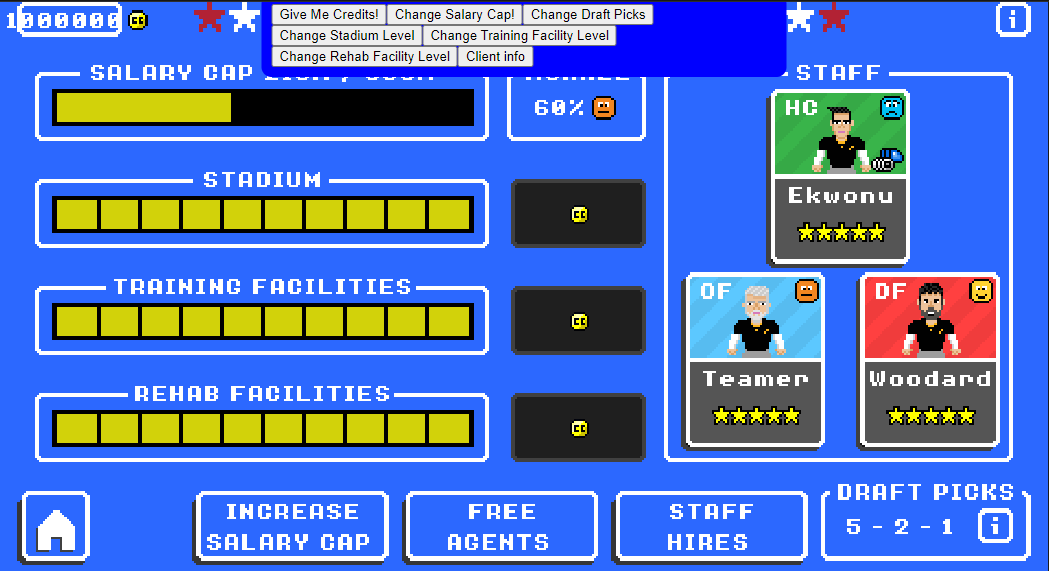 1000000
Give Me Credits! Change Salary Cap! Change Draft Picks
Change Stadium Level Change Training Facility Level
Change Rehab Facility Level Client info
i
SALARY CAP
60%
STAFF
HC
Ekwonu
STADIUM
TRAINING FACILITIES
OF
Teamer
DF
Woodard
REHAB FACILITIES
INCREASE
SALARY CAP
FREE
AGENTS
STAFF
HIRES
DRAFT PICKS
5 - 2 - 1 i